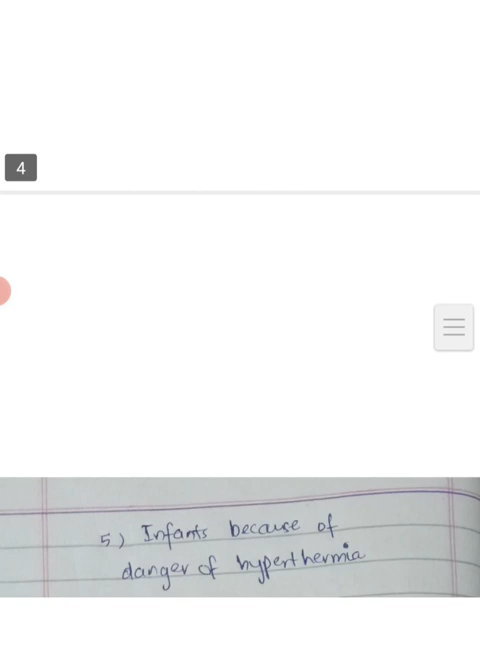 4
5) Infants because of
danger of hyperthermia